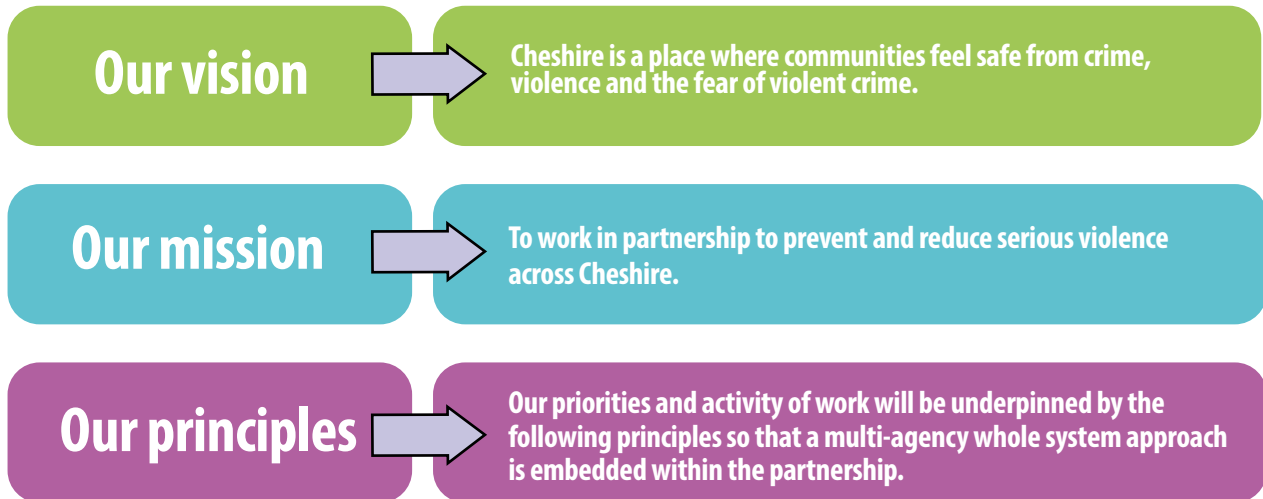 Our vision
Cheshire is a place where communities feel safe from crime,
violence and the fear of violent crime.
Our mission
To work in partnership to prevent and reduce serious violence
across Cheshire.
Our principles
Our priorities and activity of work will be underpinned by the
following principles so that a multi-agency whole system approach
is embedded within the partnership.